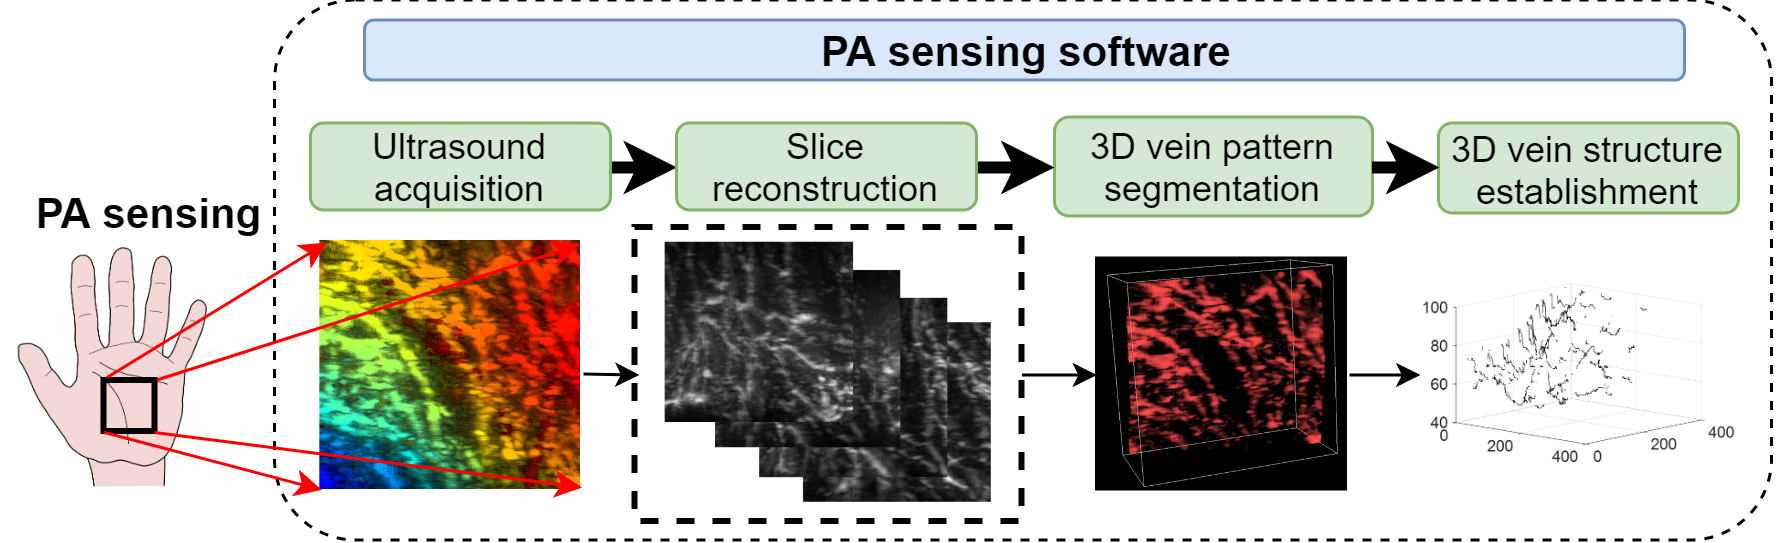 PA sensing software
Ultrasound
acquisition
Slice
reconstruction
3D vein pattern
segmentation
3D vein structure
establishment
PA sensing
100
80
60
40
0
200
400
0
200
400